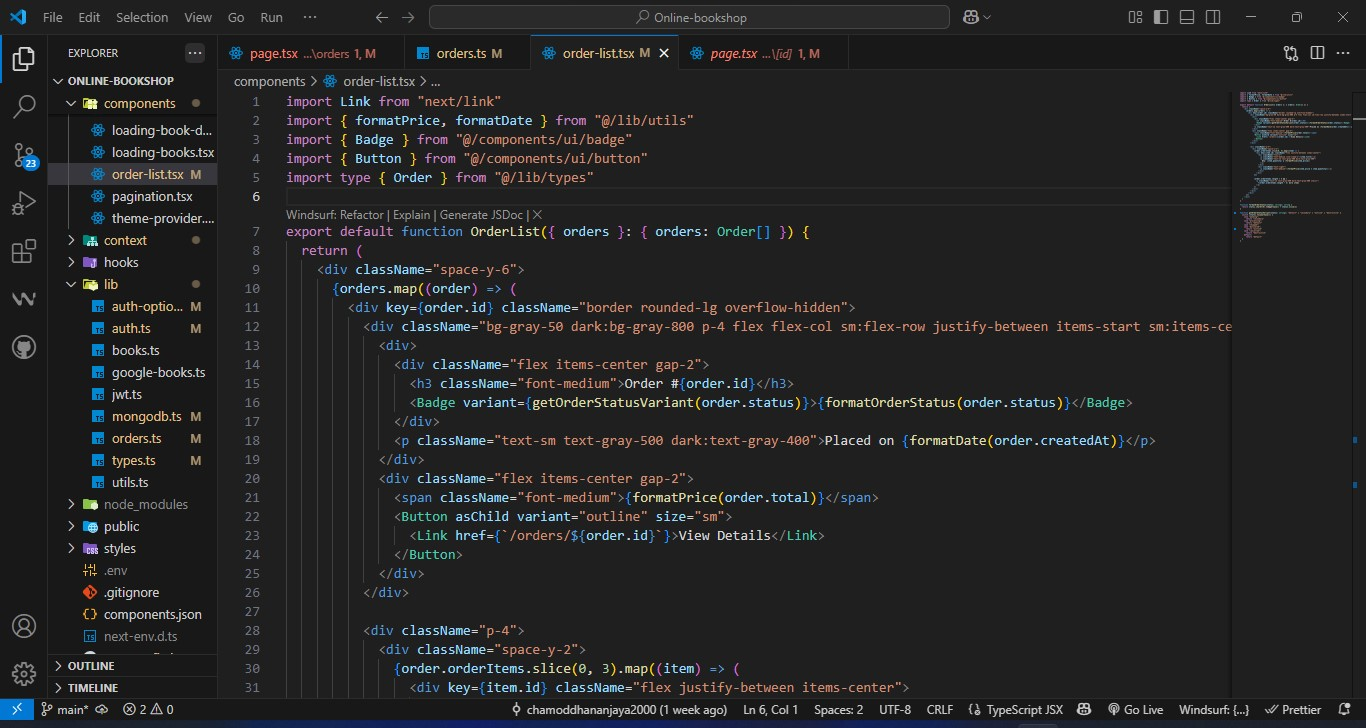 File Edit Selection View Go Run ··· Online-bookshop
EXPLORER ···
ONLINE-BOOKSHOP
components
loading-book-d...
loading-books.tsx
order-list.tsx M
pagination.tsx
theme-provider....
context
hooks
lib
auth-optio... M
auth.ts M
books.ts
google-books.ts
jwt.ts
mongodb.ts M
orders.ts M
types.ts M
utils.ts
node_modules
public
styles
.env
.gitignore
components.json
next-env.d.ts
OUTLINE
TIMELINE
23
page.tsx ...\orders 1, M orders.ts M order-list.tsx M page.tsx ...\[id] 1, M
components > order-list.tsx > ...
1 import Link from "next/link"
2 import { formatPrice, formatDate } from "@/lib/utils"
3 import { Badge } from "@/components/ui/badge"
4 import { Button } from "@/components/ui/button"
5 import type { Order } from "@/lib/types"
6
Windsurf: Refactor | Explain | Generate JSDoc | X
7 export default function OrderList({ orders }: { orders: Order[] }) {
8 return (
9 <div className="space-y-6">
10 {orders.map((order) => (
11 <div key={order.id} className="border rounded-lg overflow-hidden">
12 <div className="bg-gray-50 dark:bg-gray-800 p-4 flex flex-col sm:flex-row justify-between items-start sm:items-ce
13 <div>
14 <div className="flex items-center gap-2">
15 <h3 className="font-medium">Order #{order.id}</h3>
16 <Badge variant={getOrderStatusVariant(order.status)}>{formatOrderStatus(order.status)}</Badge>
17 </div>
18 <p className="text-sm text-gray-500 dark:text-gray-400">Placed on {formatDate(order.createdAt)}</p>
19 </div>
20 <div className="flex items-center gap-2">
21 <span className="font-medium">{formatPrice(order.total)}</span>
22 <Button asChild variant="outline" size="sm">
23 <Link href={`/orders/${order.id}`}>View Details</Link>
24 </Button>
25 </div>
26 </div>
27
28 <div className="p-4">
29 <div className="space-y-2">
30 {order.orderItems.slice(0, 3).map((item) => (
31 <div key={item.id} className="flex justify-between items-center">
main* 2 0 chamoddhananjaya2000 (1 week ago) Ln 6, Col 1 Spaces: 2 UTF-8 CRLF {} TypeScript JSX Go Live Windsurf: {...} Prettier